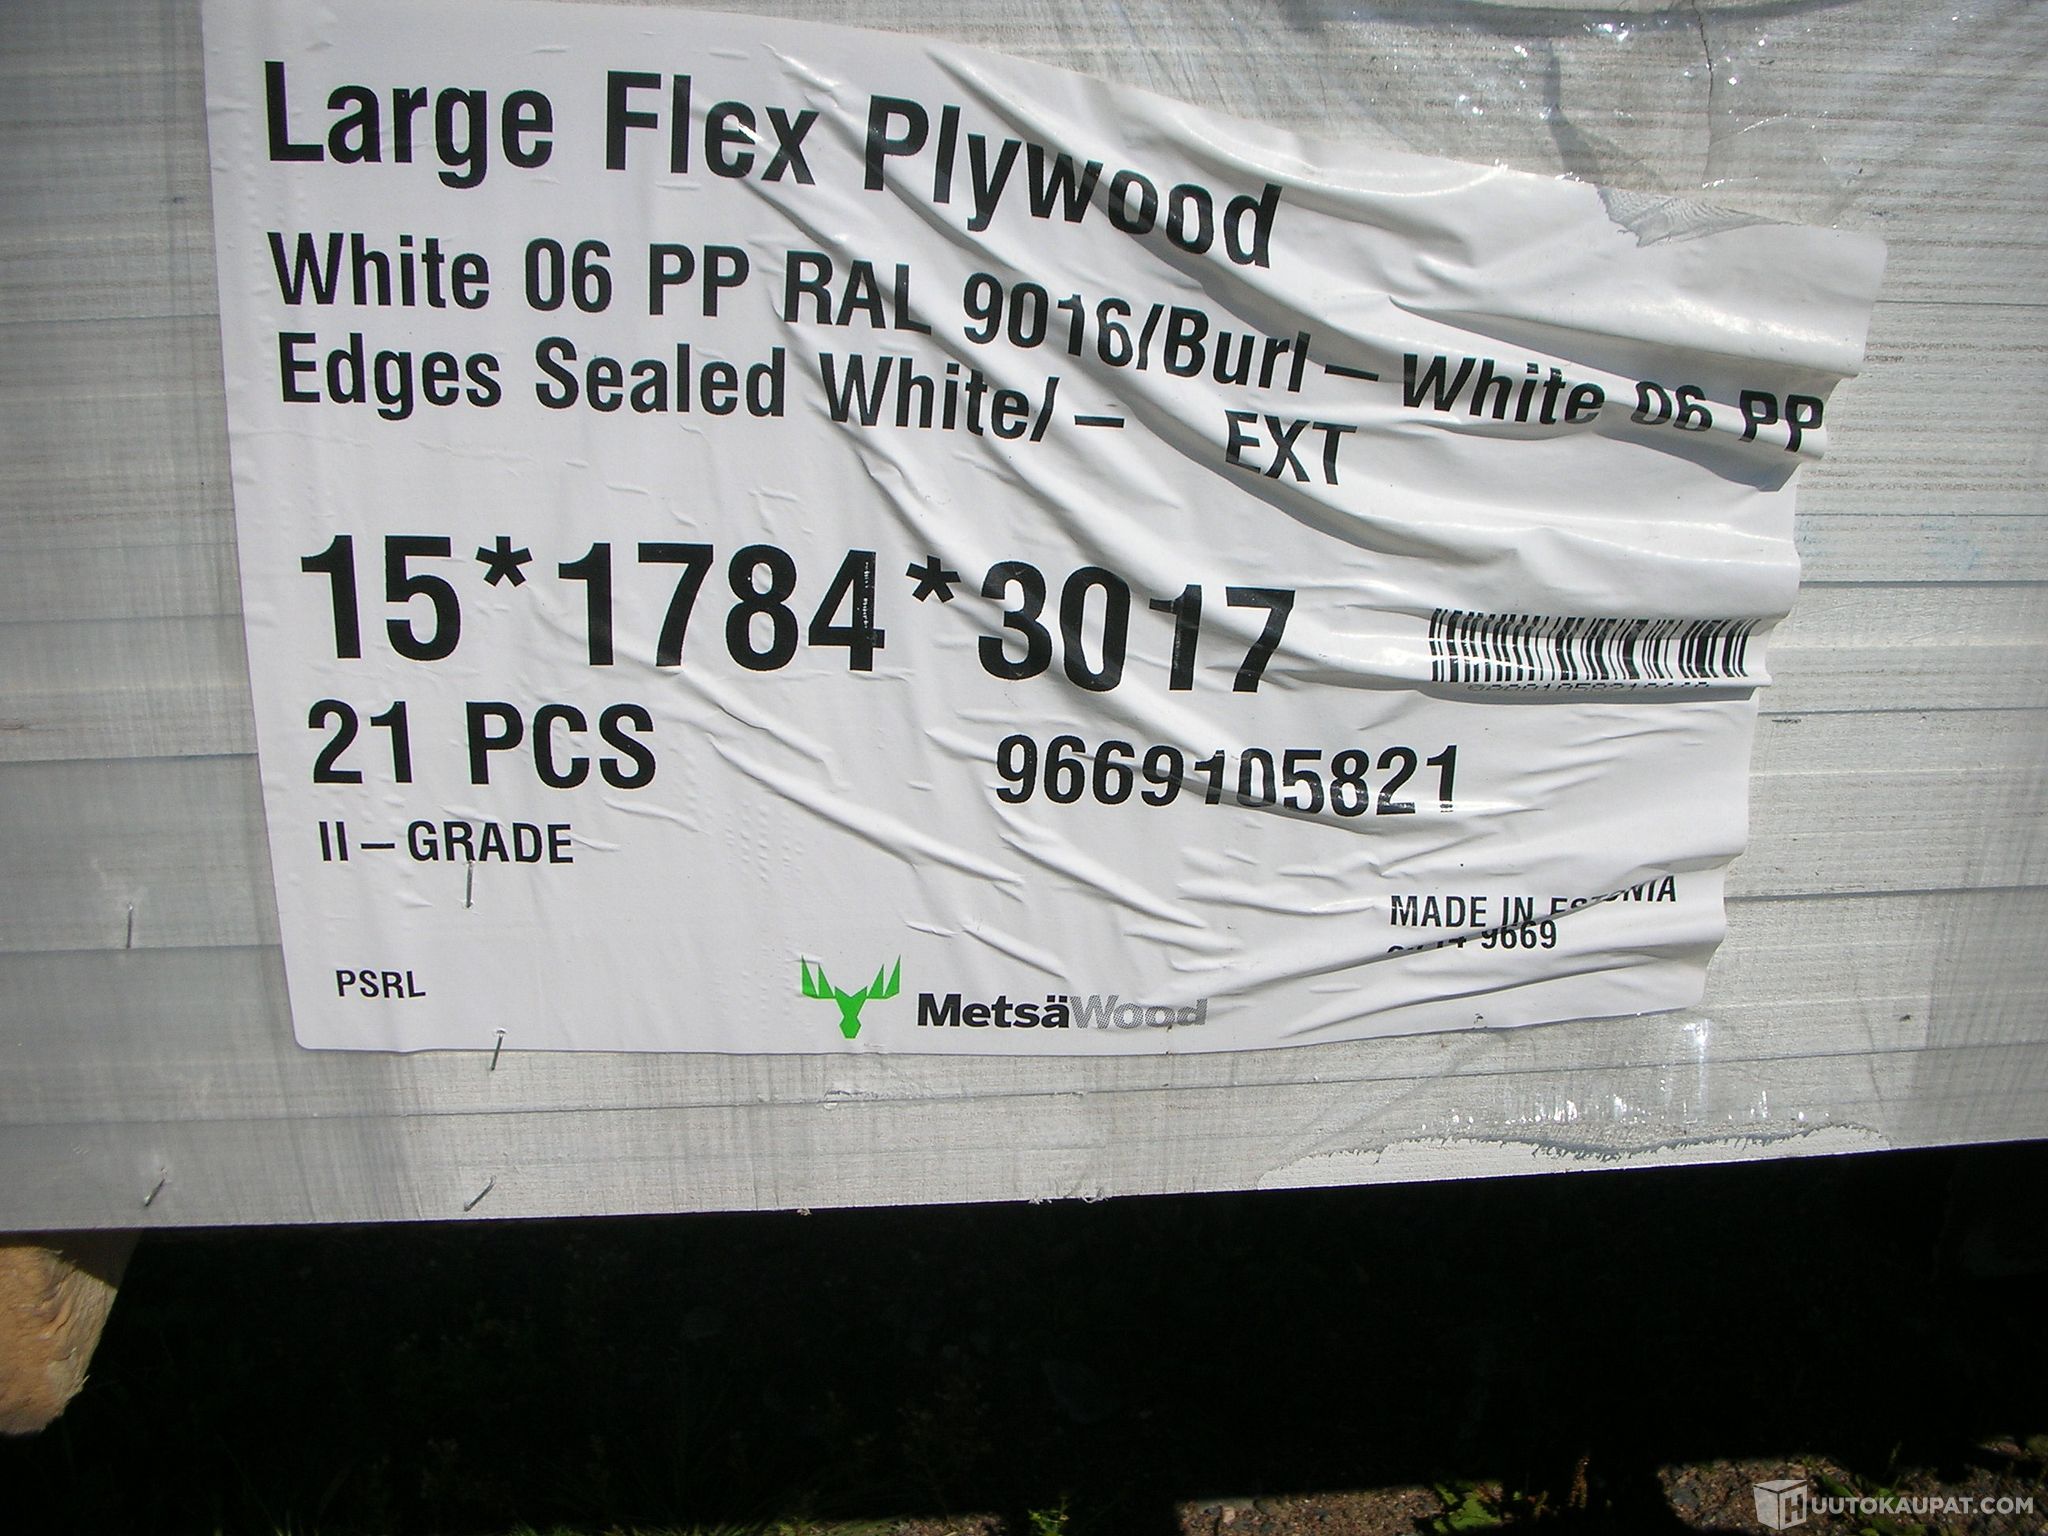 Large Flex Plywood
White 06 PP RAL 9016/Burl – White 06 PP
Edges Sealed White/ – EXT
15*1784*3017
21 PCS
9669105821
II – GRADE
MADE IN ESTONIA
9669
PSRL
MetsäWood
HUUTOKAUPAT.COM